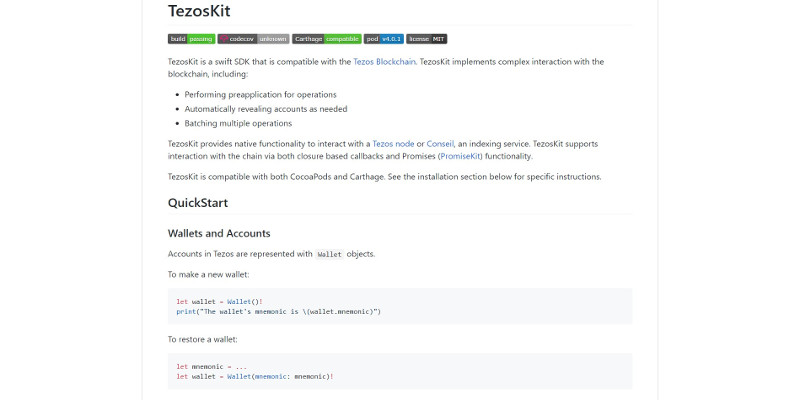 TezosKit
build passing codecov unknown Carthage compatible pod v4.0.1 license MIT
TezosKit is a swift SDK that is compatible with the Tezos Blockchain. TezosKit implements complex interaction with the
blockchain, including:
• Performing preapplication for operations
• Automatically revealing accounts as needed
• Batching multiple operations
TezosKit provides native functionality to interact with a Tezos node or Conseil, an indexing service. TezosKit supports
interaction with the chain via both closure based callbacks and Promises (PromiseKit) functionality.
TezosKit is compatible with both CocoaPods and Carthage. See the installation section below for specific instructions.
QuickStart
Wallets and Accounts
Accounts in Tezos are represented with Wallet objects.
To make a new wallet:
let wallet = Wallet()!
print("The wallet's mnemonic is \(wallet.mnemonic)")
To restore a wallet:
let mnemonic = ...
let wallet = Wallet(mnemonic: mnemonic)!